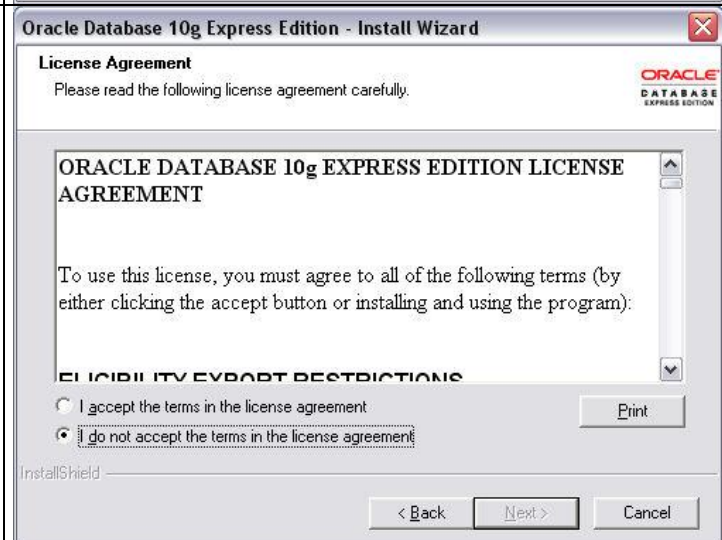 Oracle Database 10g Express Edition - Install Wizard
License Agreement
Please read the following license agreement carefully.
ORACLE
DATABASE
EXPRESS EDITION
ORACLE DATABASE 10g EXPRESS EDITION LICENSE
AGREEMENT
To use this license, you must agree to all of the following terms (by
either clicking the accept button or installing and using the program):
ELIGIBILITY EXPORT RESTRICTIONS
I accept the terms in the license agreement
Print
I do not accept the terms in the license agreement
InstallShield
< Back
Next >
Cancel